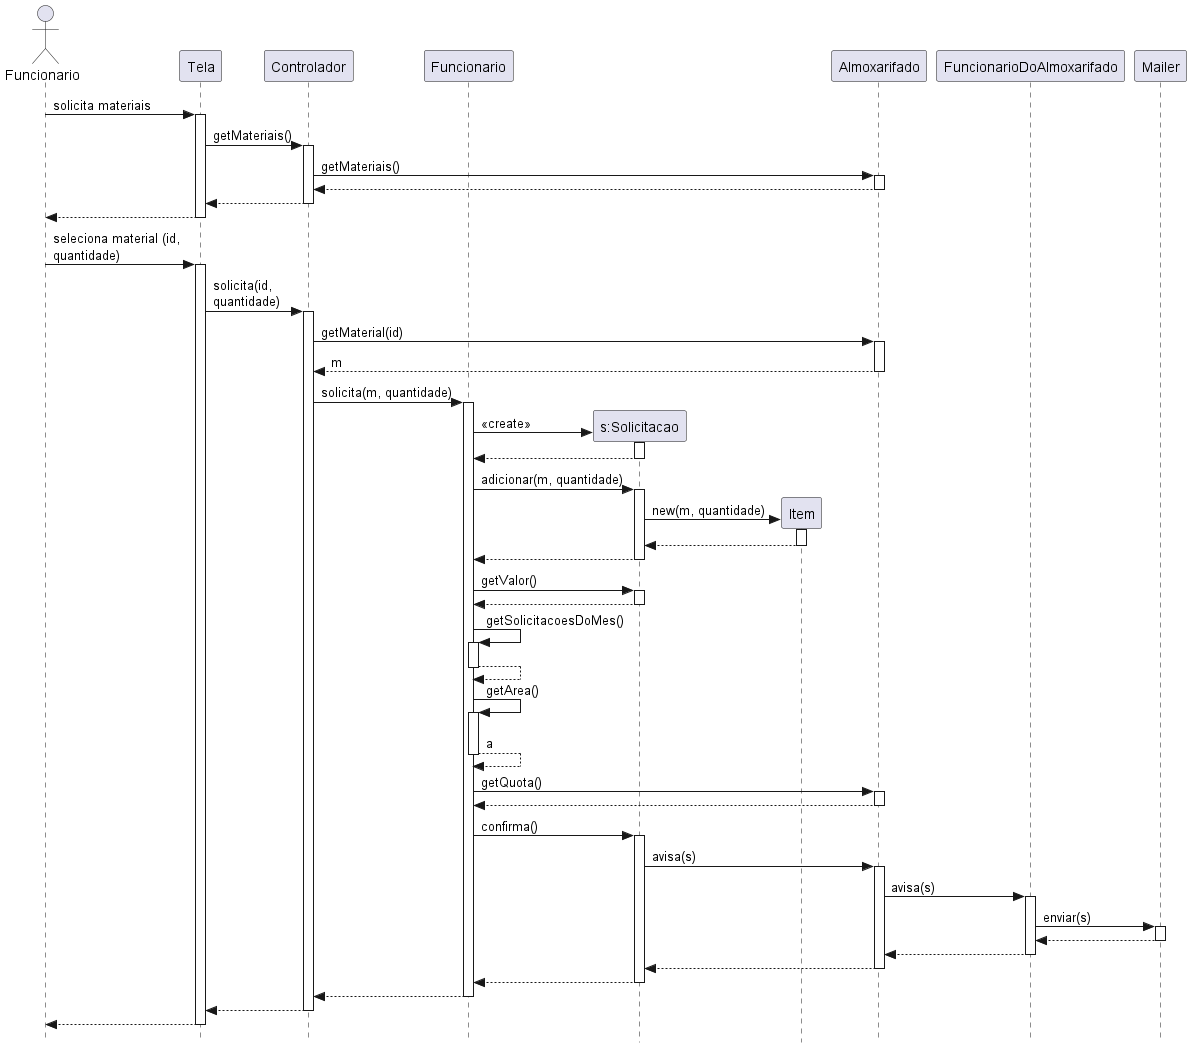 Funcionario
Tela
Controlador
Funcionario
Almoxarifado
FuncionarioDoAlmoxarifado
Mailer
solicita materiais
getMateriais()
getMateriais()
seleciona material (id,
quantidade)
solicita(id,
quantidade)
getMaterial(id)
m
solicita(m, quantidade)
«create»
s:Solicitacao
adicionar(m, quantidade)
new(m, quantidade)
Item
getValor()
getSolicitacoesDoMes()
getArea()
a
getQuota()
confirma()
avisa(s)
avisa(s)
enviar(s)